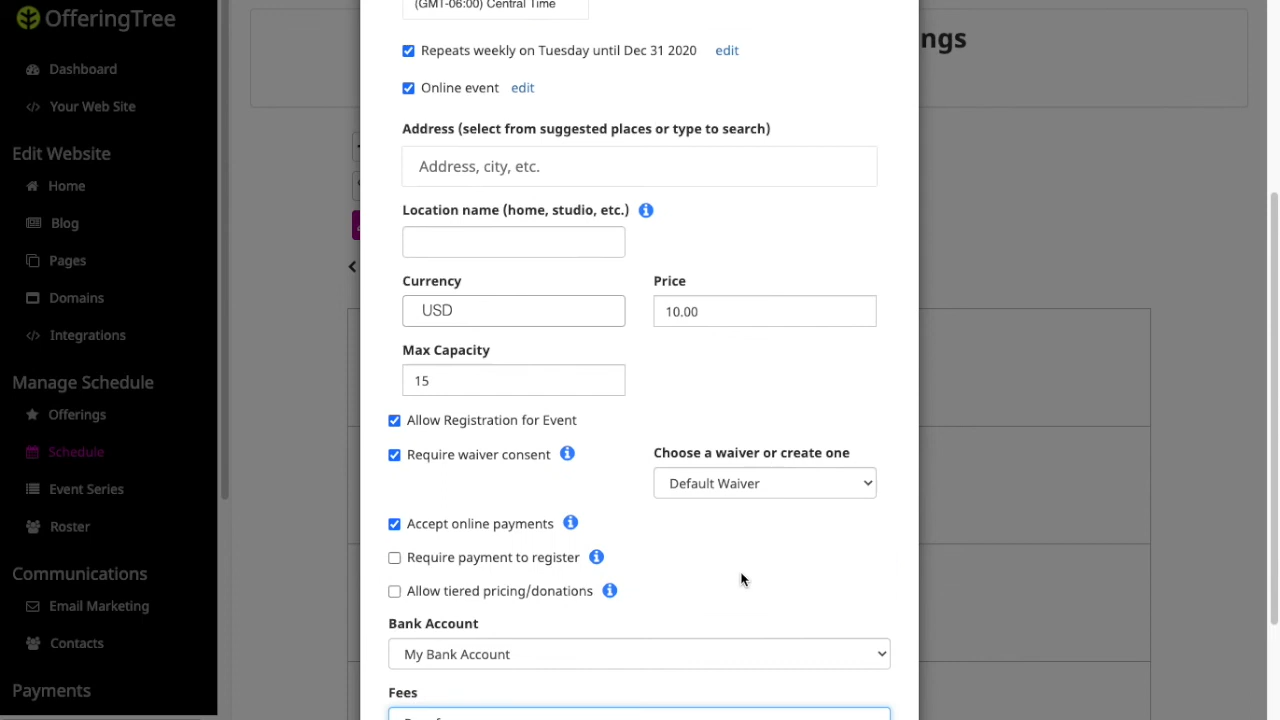 OfferingTree
Dashboard
Your Web Site
Edit Website
Home
Blog
Pages
Domains
Integrations
Manage Schedule
Offerings
Schedule
Event Series
Roster
Communications
Email Marketing
Contacts
Payments
ngs
(GMT-06:00) Central Time
Repeats weekly on Tuesday until Dec 31 2020 edit
Online event edit
Address (select from suggested places or type to search)
Address, city, etc.
Location name (home, studio, etc.)
Currency
USD
Price
10.00
Max Capacity
15
Allow Registration for Event
Require waiver consent
Choose a waiver or create one
Default Waiver
Accept online payments
Require payment to register
Allow tiered pricing/donations
Bank Account
My Bank Account
Fees